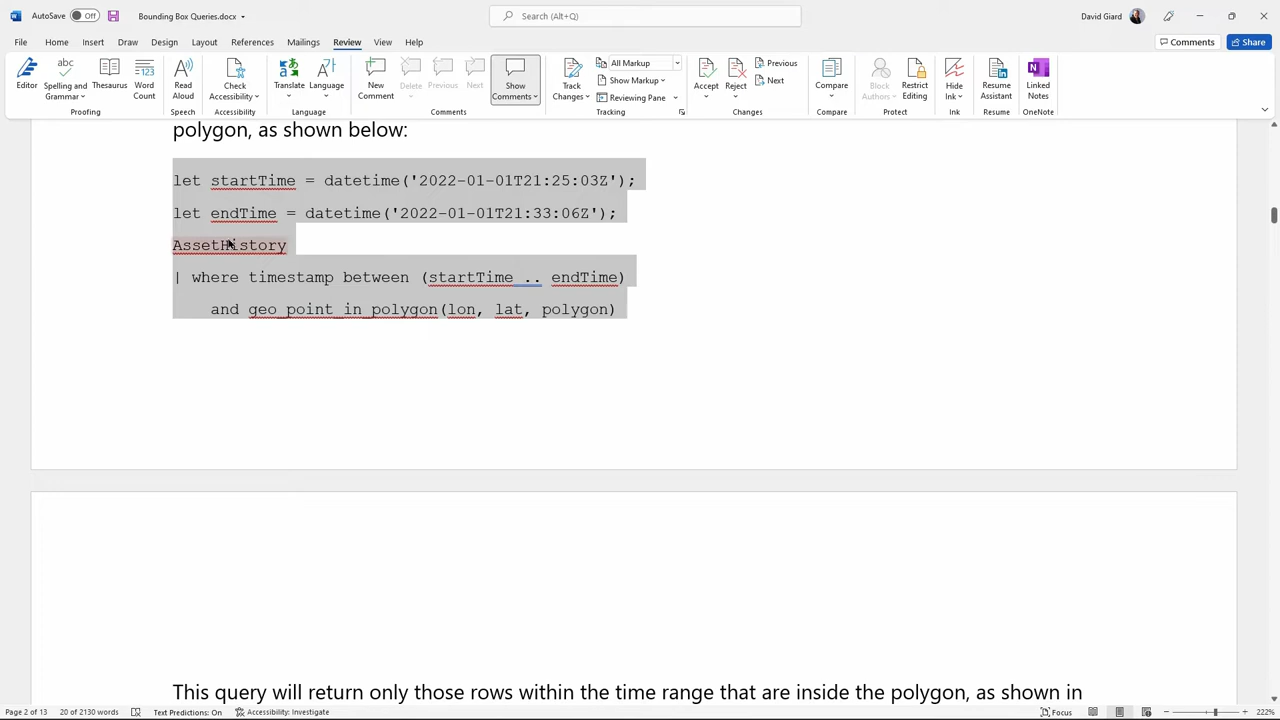 AutoSave Off Bounding Box Queries.docx Search (Alt+Q) David Giard
File Home Insert Draw Design Layout References Mailings Review View Help Comments Share
Editor Spelling and Grammar Thesaurus Word Count Read Aloud Check Accessibility Translate Language New Comment Delete Previous Next Show Comments Track Changes All Markup Show Markup Reviewing Pane Accept Reject Previous Next Compare Block Authors Restrict Editing Hide Ink Resume Assistant Linked Notes
Proofing Speech Accessibility Language Comments Tracking Changes Compare Protect Ink Resume OneNote
polygon, as shown below:
let startTime = datetime('2022-01-01T21:25:03Z');
let endTime = datetime('2022-01-01T21:33:06Z');
AssetHistory
| where timestamp between (startTime .. endTime)
and geo_point_in_polygon(lon, lat, polygon)
This query will return only those rows within the time range that are inside the polygon, as shown in
Page 2 of 13 20 of 2130 words Text Predictions: On Accessibility: Investigate Focus 222%